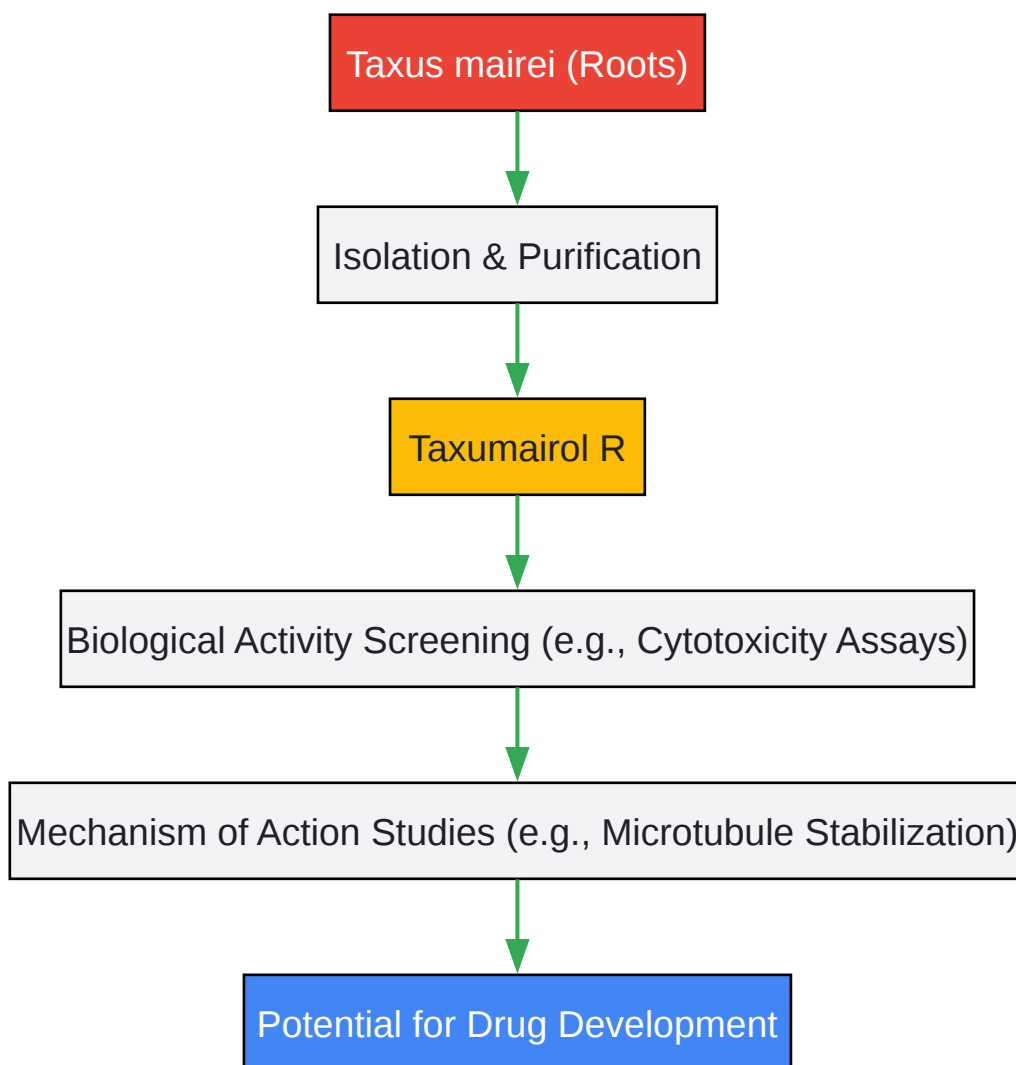 Taxus mairei (Roots)
Isolation & Purification
Taxumairol R
Biological Activity Screening (e.g., Cytotoxicity Assays)
Mechanism of Action Studies (e.g., Microtubule Stabilization)
Potential for Drug Development